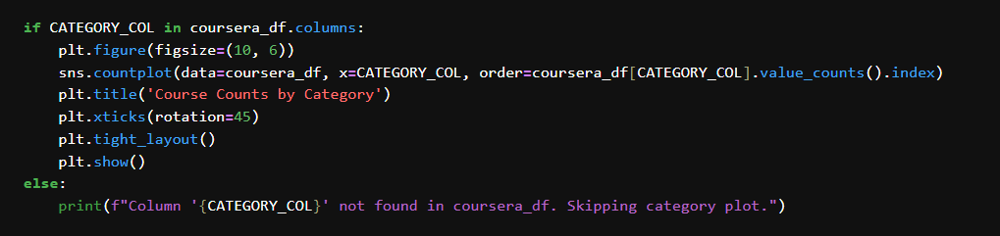 if CATEGORY_COL in coursera_df.columns:
    plt.figure(figsize=(10, 6))
    sns.countplot(data=coursera_df, x=CATEGORY_COL, order=coursera_df[CATEGORY_COL].value_counts().index)
    plt.title('Course Counts by Category')
    plt.xticks(rotation=45)
    plt.tight_layout()
    plt.show()
else:
    print(f"Column '{CATEGORY_COL}' not found in coursera_df. Skipping category plot.")